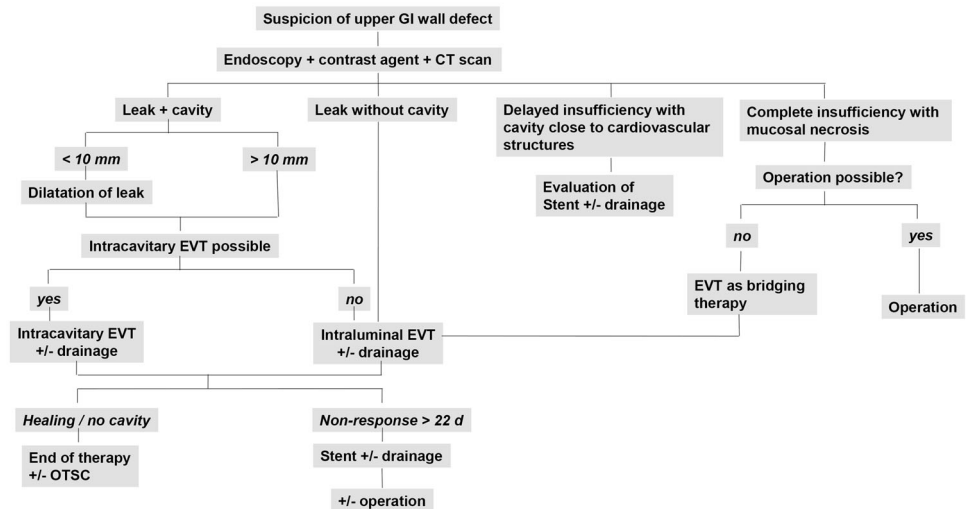 Suspicion of upper GI wall defect
Endoscopy + contrast agent + CT scan
Leak + cavity
Leak without cavity
Delayed insufficiency with
cavity close to cardiovascular
structures
Complete insufficiency with
mucosal necrosis
< 10 mm
> 10 mm
Dilatation of leak
Evaluation of
Stent +/- drainage
Operation possible?
Intracavitary EVT possible
no
yes
yes
no
EVT as bridging
therapy
Operation
Intracavitary EVT
+/- drainage
Intraluminal EVT
+/- drainage
Healing / no cavity
Non-response > 22 d
End of therapy
+/- OTSC
Stent +/- drainage
+/- operation